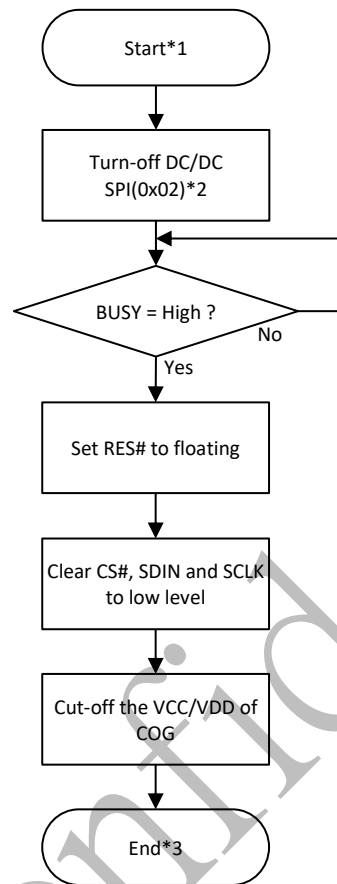 Start*1
Turn-off DC/DC
SPI(0x02)*2
BUSY = High ?
No
Yes
Set RES# to floating
Clear CS#, SDIN and SCLK
to low level
Cut-off the VCC/VDD of
COG
End*3
nfid